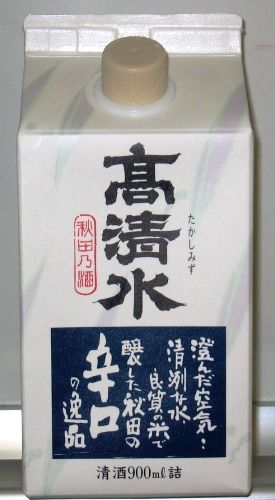 髙清水
たかしみず
秋田乃酒
澄んだ空気…
清冽な水、
良質の米で
醸した秋田の
辛口の逸品
清酒900ml詰